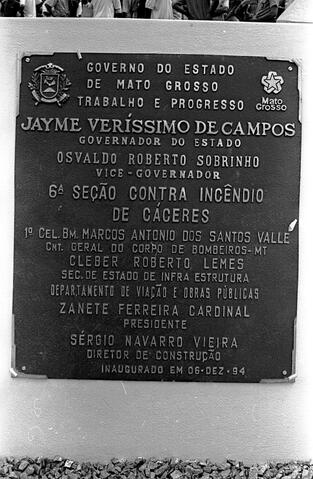 GOVERNO DO ESTADO
DE MATO GROSSO
TRABALHO E PROGRESSO
Mato
Grosso
JAYME VERÍSSIMO DE CAMPOS
GOVERNADOR DO ESTADO
OSVALDO ROBERTO SOBRINHO
VICE-GOVERNADOR
6ª SEÇÃO CONTRA INCÊNDIO
DE CÁCERES
1º CEL. BM. MARCOS ANTONIO DOS SANTOS VALLE
CNT. GERAL DO CORPO DE BOMBEIROS-MT
CLEBER ROBERTO LEMES
SEC. DE ESTADO DE INFRA ESTRUTURA
DEPARTAMENTO DE VIAÇÃO E OBRAS PÚBLICAS
ZANETE FERREIRA CARDINAL
PRESIDENTE
SÉRGIO NAVARRO VIEIRA
DIRETOR DE CONSTRUÇÃO
INAUGURADO EM 06-DEZ-94